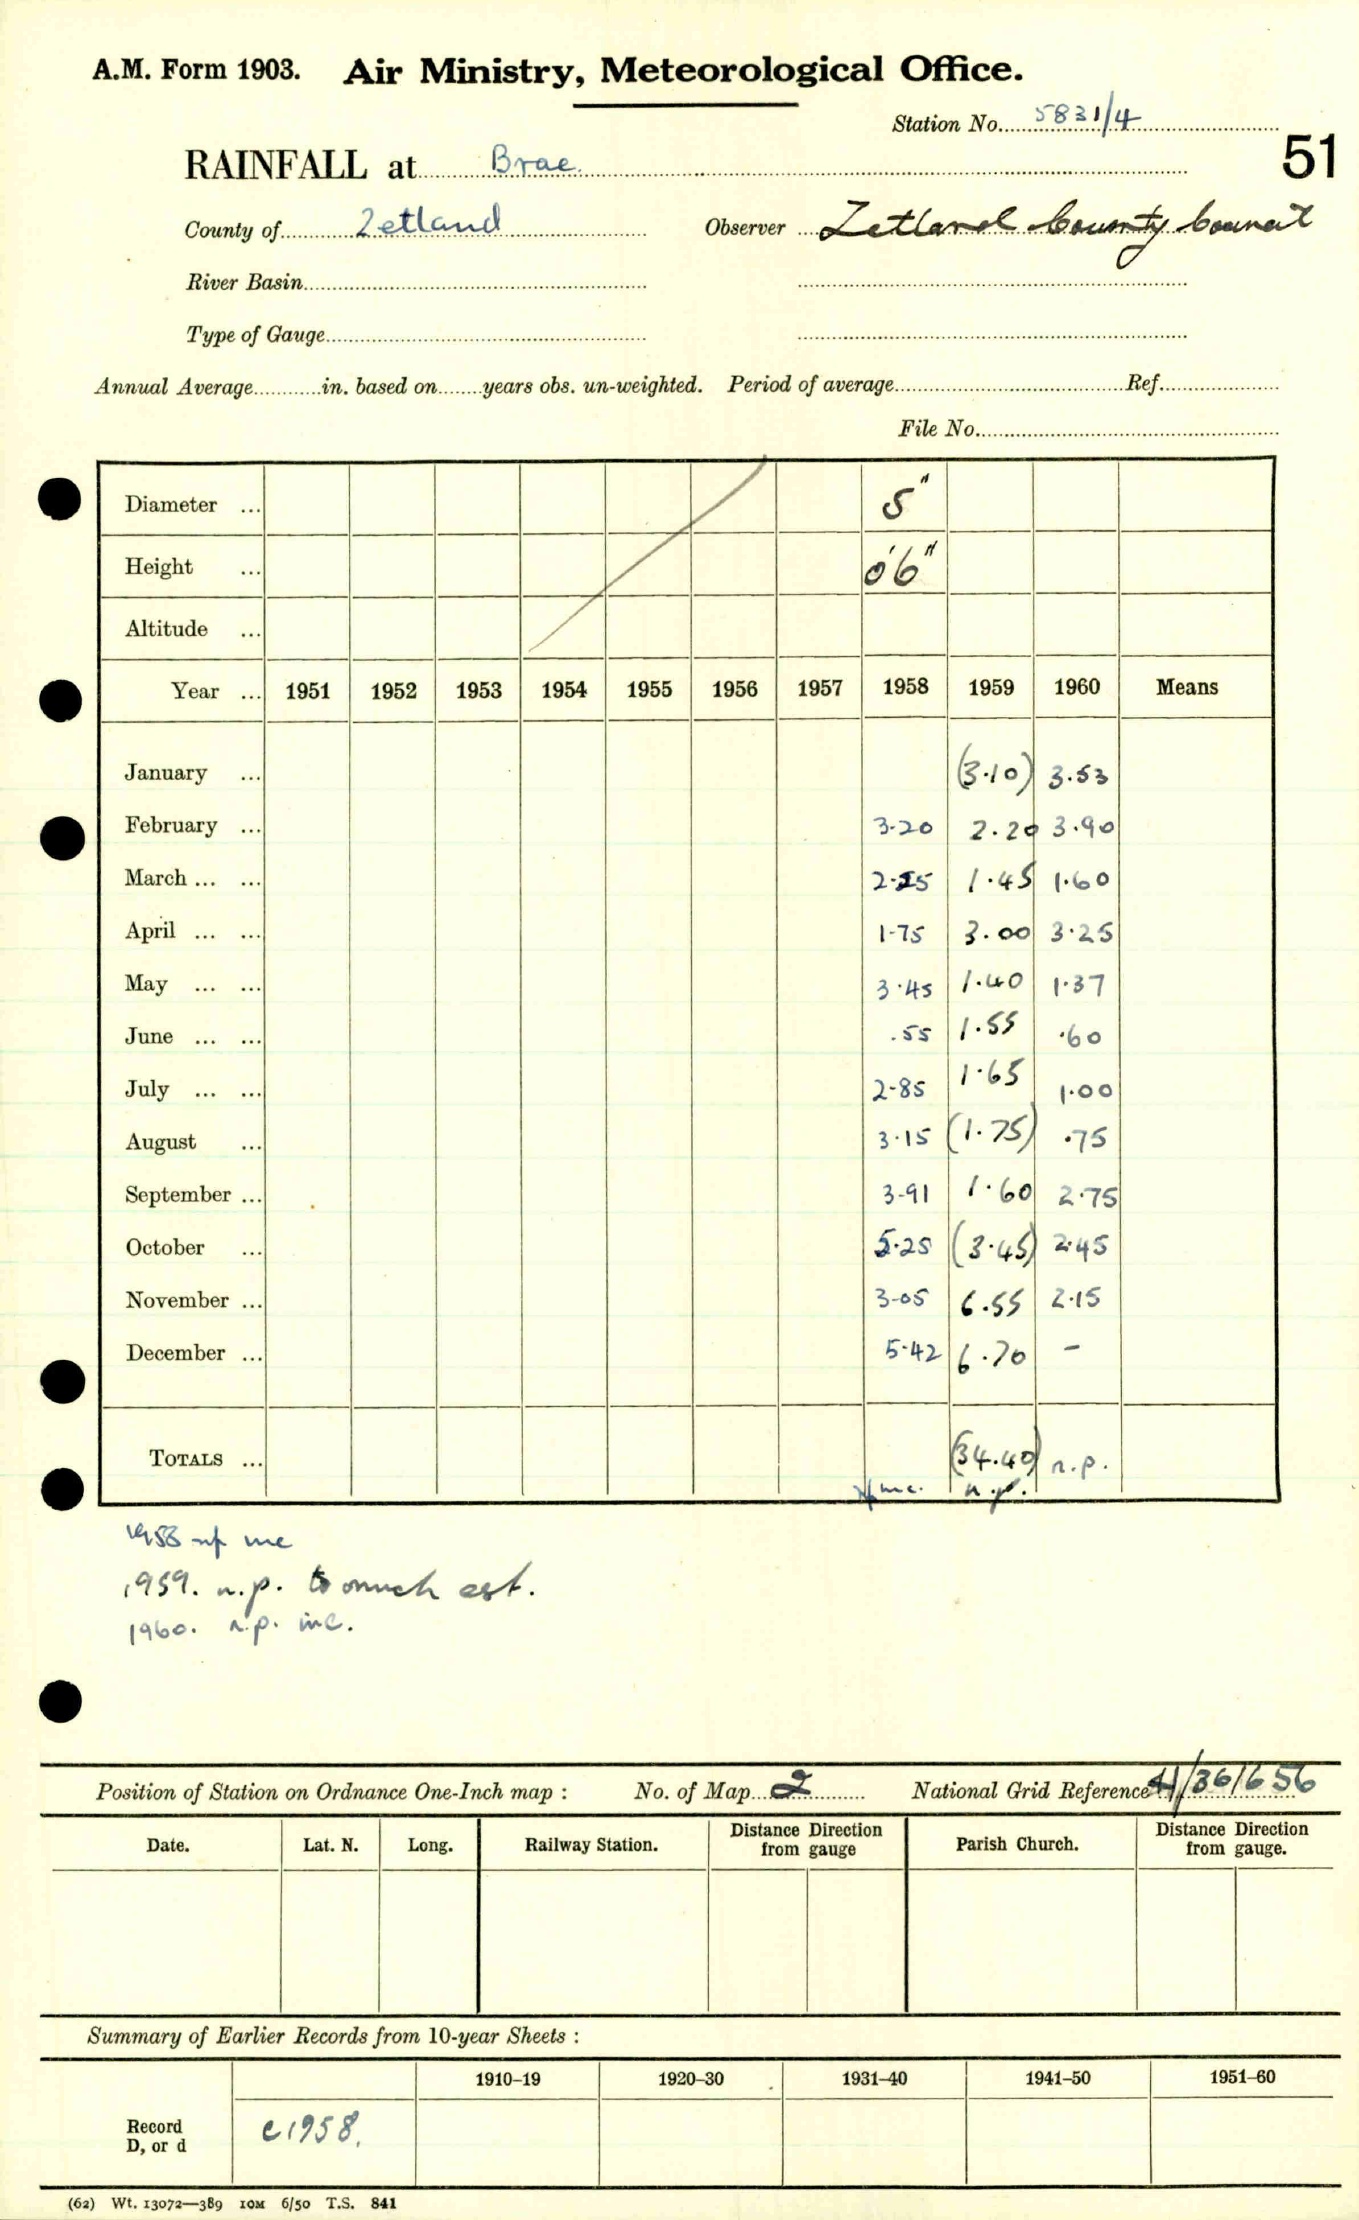 A.M. Form 1903. Air Ministry, Meteorological Office.
Station No. 5831/4
51
RAINFALL at Brae.
County of Zetland Observer Zetland County Council
River Basin
Type of Gauge
Annual Average in. based on years obs. un-weighted. Period of average Ref.
File No.
Diameter ... 5"
Height ... 0'6"
Altitude ...
Year ... 1951 1952 1953 1954 1955 1956 1957 1958 1959 1960 Means
January ... (3.10) 3.53
February ... 3.20 2.20 3.90
March ... ... 2.25 1.45 1.60
April ... ... 1.75 3.00 3.25
May ... ... 3.45 1.40 1.37
June ... ... .55 1.55 .60
July ... ... 2.85 1.65 1.00
August ... 3.15 (1.75) .75
September ... 3.91 1.60 2.75
October ... 5.25 (3.45) 2.45
November ... 3.05 6.55 2.15
December ... 5.42 6.70 -
TOTALS ... (34.40) n.p.
n.p.
1958 np inc
1959. n.p. to much est.
1960. n.p. inc.
Position of Station on Ordnance One-Inch map : No. of Map 2 National Grid Reference 41/361656
Date. Lat. N. Long. Railway Station. Distance from Direction gauge Parish Church. Distance from Direction gauge.
Summary of Earlier Records from 10-year Sheets :
1910–19 1920–30 1931–40 1941–50 1951–60
Record
D, or d
c1958.
(62) Wt. 13072—389 10M 6/50 T.S. 841